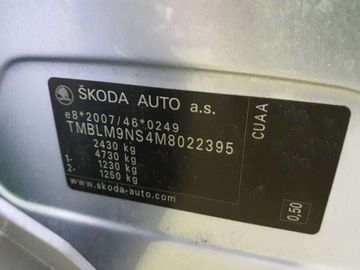 ŠKODA AUTO a.s.
e8*2007/46*0249
TMBLM9NS4M8022395
2430 kg
4730 kg
1- 1230 kg
2- 1250 kg
www.skoda-auto.com
CUAA
0,50